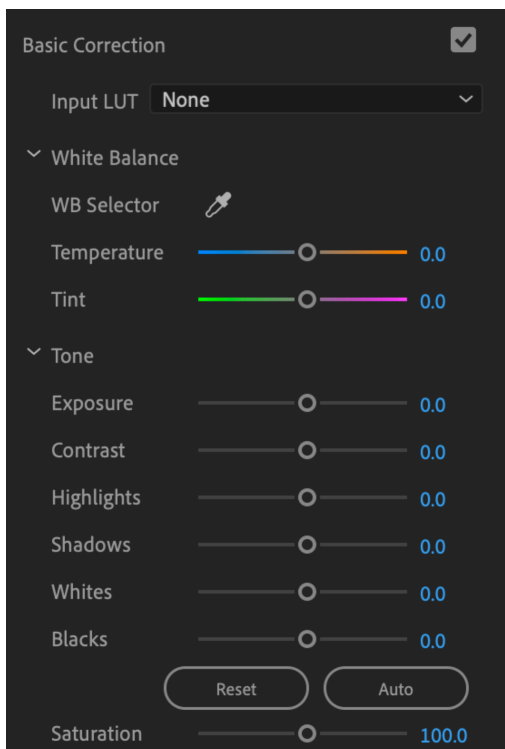 Basic Correction
Input LUT None
White Balance
WB Selector
Temperature 0.0
Tint 0.0
Tone
Exposure 0.0
Contrast 0.0
Highlights 0.0
Shadows 0.0
Whites 0.0
Blacks 0.0
Reset Auto
Saturation 100.0